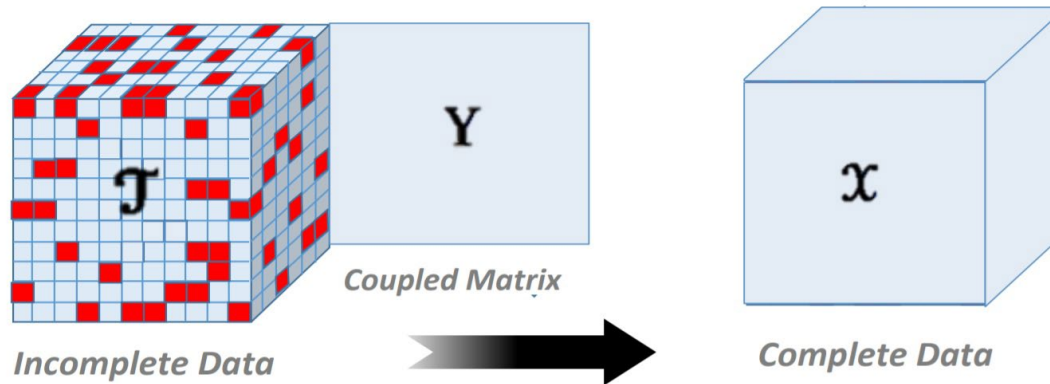 𝒯
Y
𝒳
Coupled Matrix
Incomplete Data
Complete Data